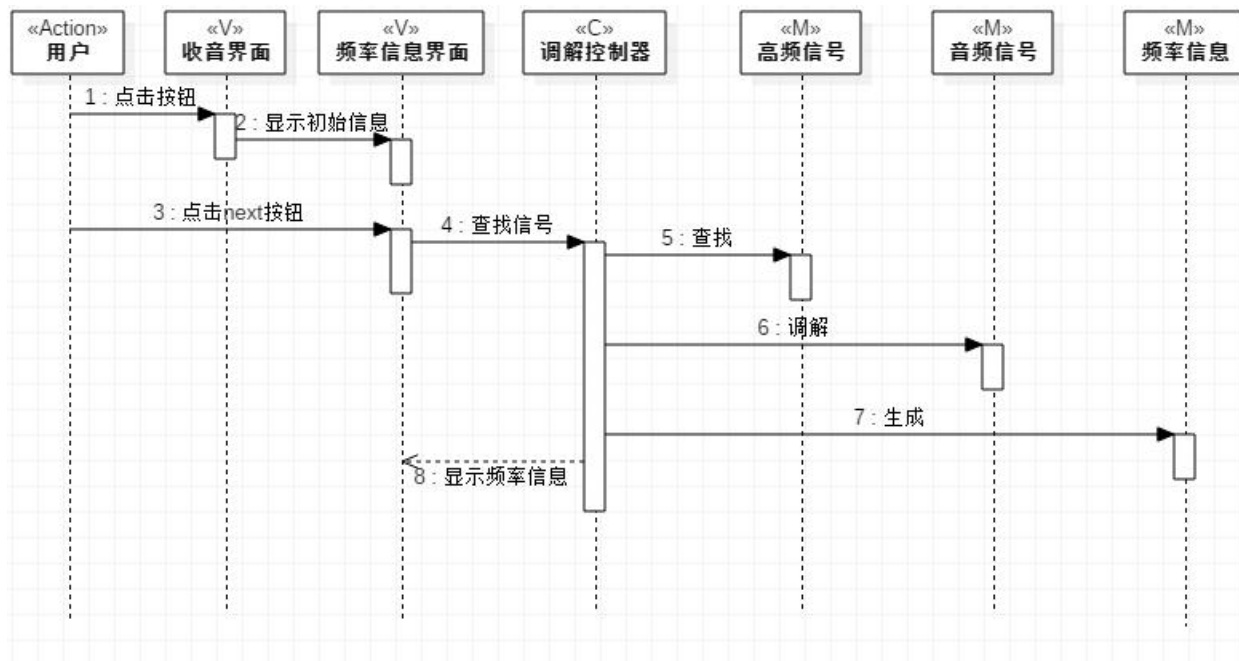 «Action»
用户
«V»
收音界面
«V»
频率信息界面
«C»
调解控制器
«M»
高频信号
«M»
音频信号
«M»
频率信息
1 : 点击按钮
2 : 显示初始信息
3 : 点击next按钮
4 : 查找信号
5 : 查找
6 : 调解
7 : 生成
8 : 显示频率信息